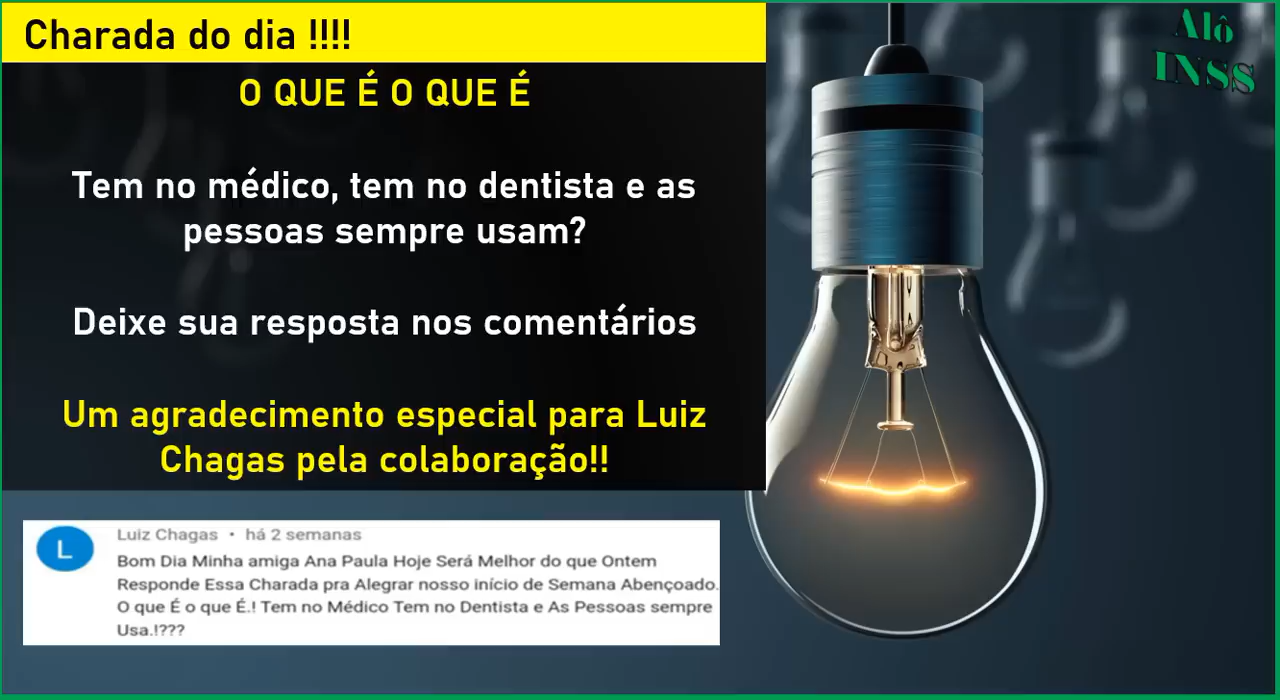 Charada do dia !!!!
Alô
INSS
O QUE É O QUE É
Tem no médico, tem no dentista e as
pessoas sempre usam?
Deixe sua resposta nos comentários
Um agradecimento especial para Luiz
Chagas pela colaboração!!
L
Luiz Chagas • há 2 semanas
Bom Dia Minha amiga Ana Paula Hoje Será Melhor do que Ontem
Responde Essa Charada pra Alegrar nosso início de Semana Abençoado.
O que É o que É.! Tem no Médico Tem no Dentista e As Pessoas sempre
Usa.!???